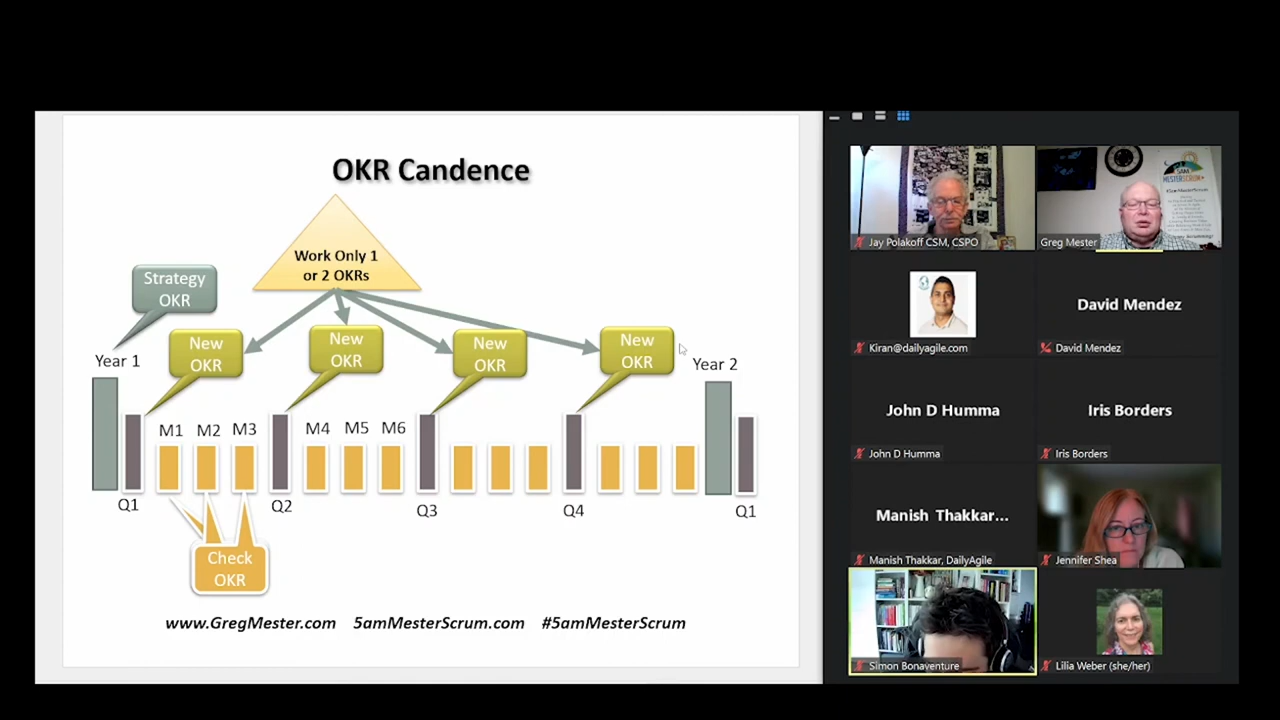 OKR Candence
Work Only 1
or 2 OKRs
Strategy
OKR
New
OKR
New
OKR
New
OKR
New
OKR
Year 1
Year 2
M1
M2
M3
M4
M5
M6
Q1
Q2
Q3
Q4
Q1
Check
OKR
www.GregMester.com 5amMesterScrum.com #5amMesterScrum
Jay Polakoff CSM, CSPO
5AM
MESTERSCRUM
#5amMesterScrum
Greg Mester
Kiran@dailyagile.com
David Mendez
David Mendez
John D Humma
John D Humma
Iris Borders
Iris Borders
Manish Thakkar...
Manish Thakkar, DailyAgile
Jennifer Shea
Simon Bonaventure
Lilia Weber (she/her)